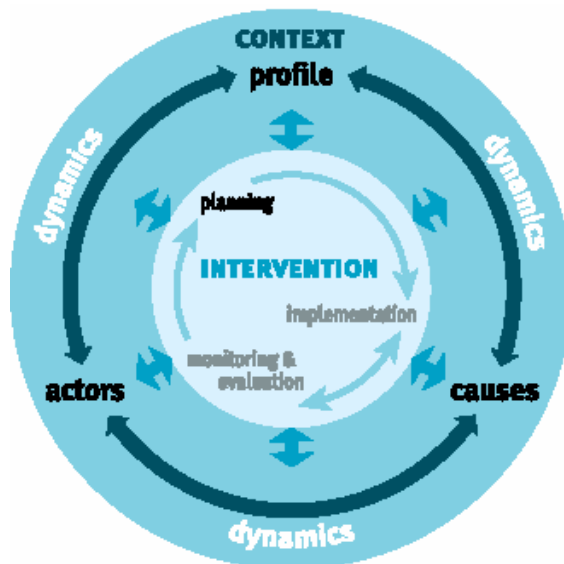 CONTEXT
profile
dynamics
dynamics
planning
INTERVENTION
implementation
monitoring &
evaluation
actors
causes
dynamics